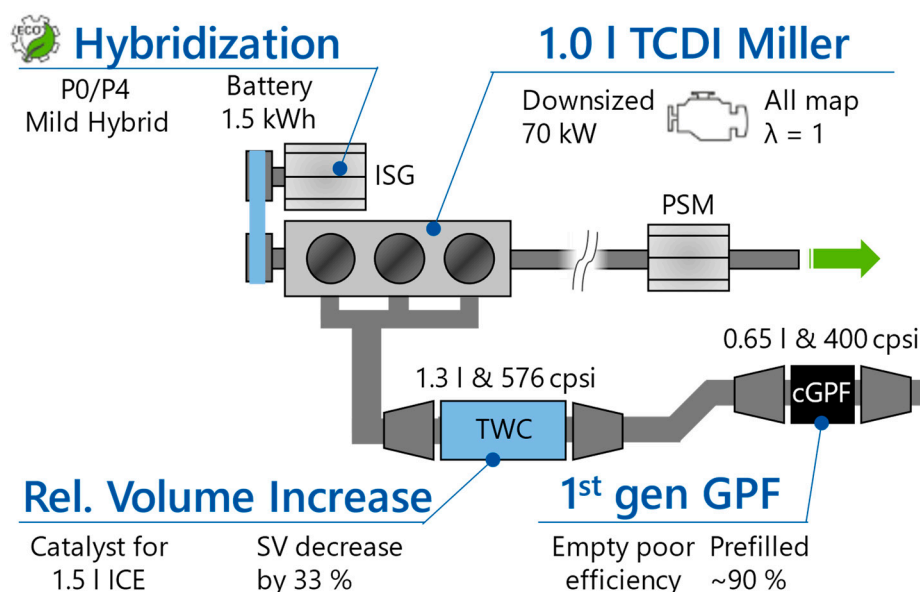 ECO
Hybridization
1.0 l TCDI Miller
P0/P4
Mild Hybrid
Battery
1.5 kWh
Downsized
70 kW
All map
λ = 1
ISG
PSM
0.65 l & 400 cpsi
1.3 l & 576 cpsi
cGPF
TWC
Rel. Volume Increase
1st gen GPF
Catalyst for
1.5 l ICE
SV decrease
by 33 %
Empty poor
efficiency
Prefilled
~90 %